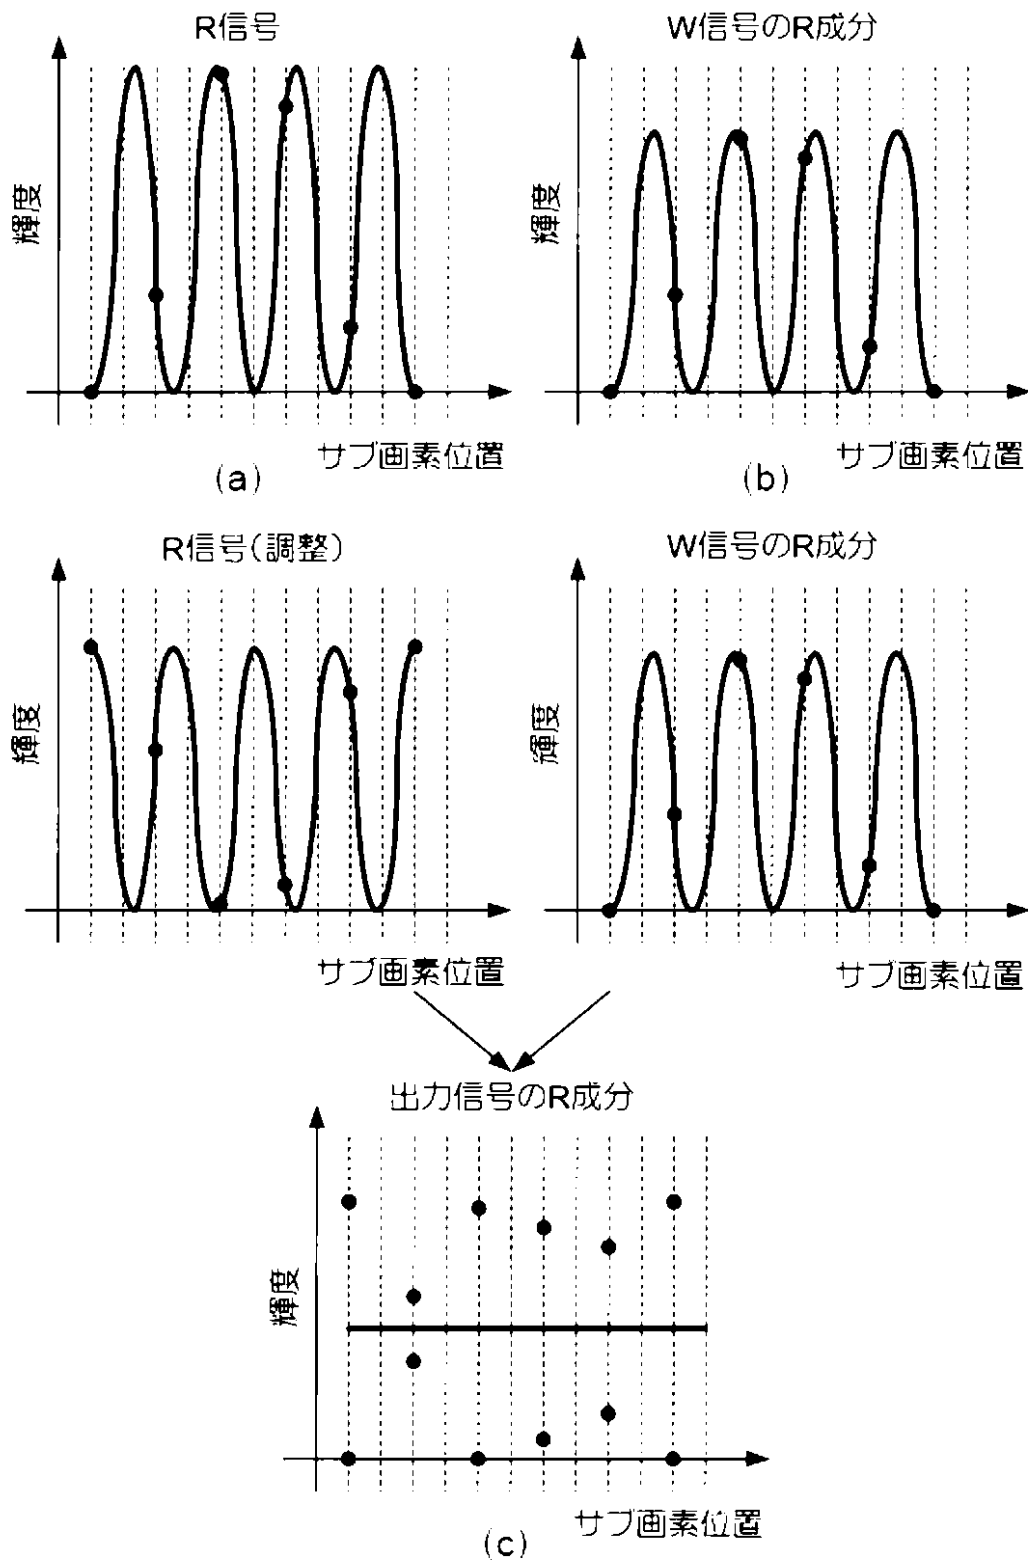 R信号
W信号のR成分
輝度
輝度
サブ画素位置
サブ画素位置
(a)
(b)
R信号(調整)
W信号のR成分
輝度
輝度
サブ画素位置
サブ画素位置
出力信号のR成分
輝度
サブ画素位置
(c)